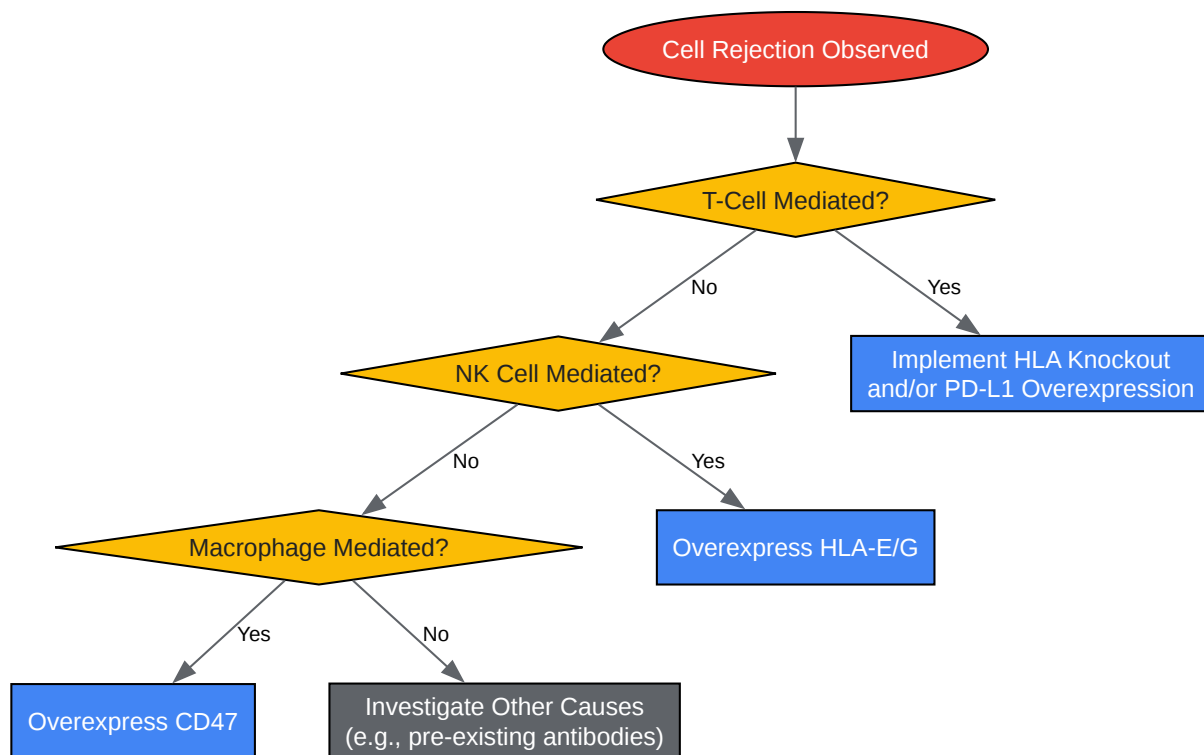 Cell Rejection Observed
T-Cell Mediated?
No
Yes
NK Cell Mediated?
Implement HLA Knockout
and/or PD-L1 Overexpression
No
Yes
Macrophage Mediated?
Overexpress HLA-E/G
Yes
No
Overexpress CD47
Investigate Other Causes
(e.g., pre-existing antibodies)